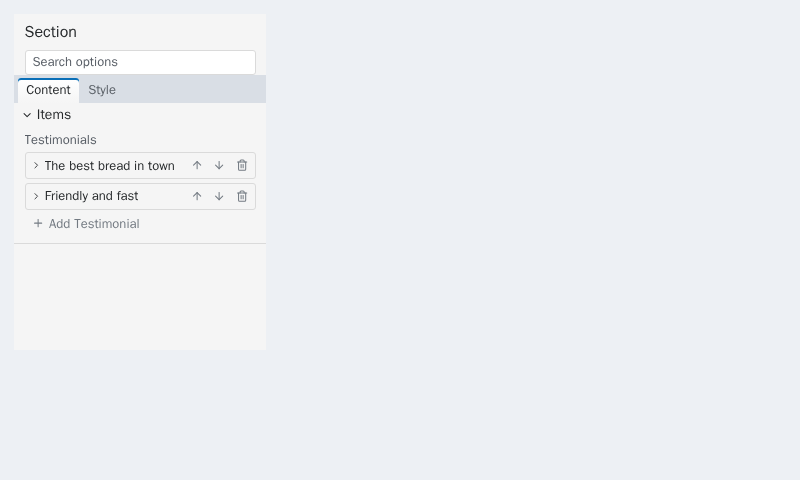 Section
Search options
Content Style
Items
Testimonials
The best bread in town
Friendly and fast
Add Testimonial